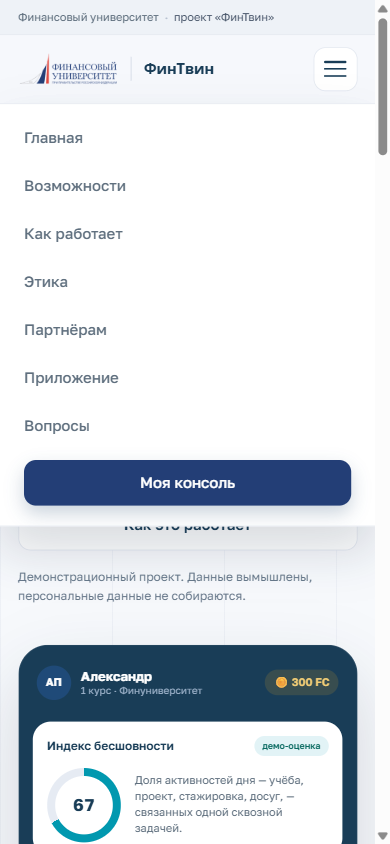 Финансовый университет · проект «ФинТвин»
ФИНАНСОВЫЙ
УНИВЕРСИТЕТ
ФинТвин
Главная
Возможности
Как работает
Этика
Партнёрам
Приложение
Вопросы
Моя консоль
Как это работает
Демонстрационный проект. Данные вымышлены,
персональные данные не собираются.
АП
Александр
1 курс · Финуниверситет
300 FC
Индекс бесшовности
демо-оценка
67
Доля активностей дня — учёба,
проект, стажировка, досуг, —
связанных одной сквозной
задачей.